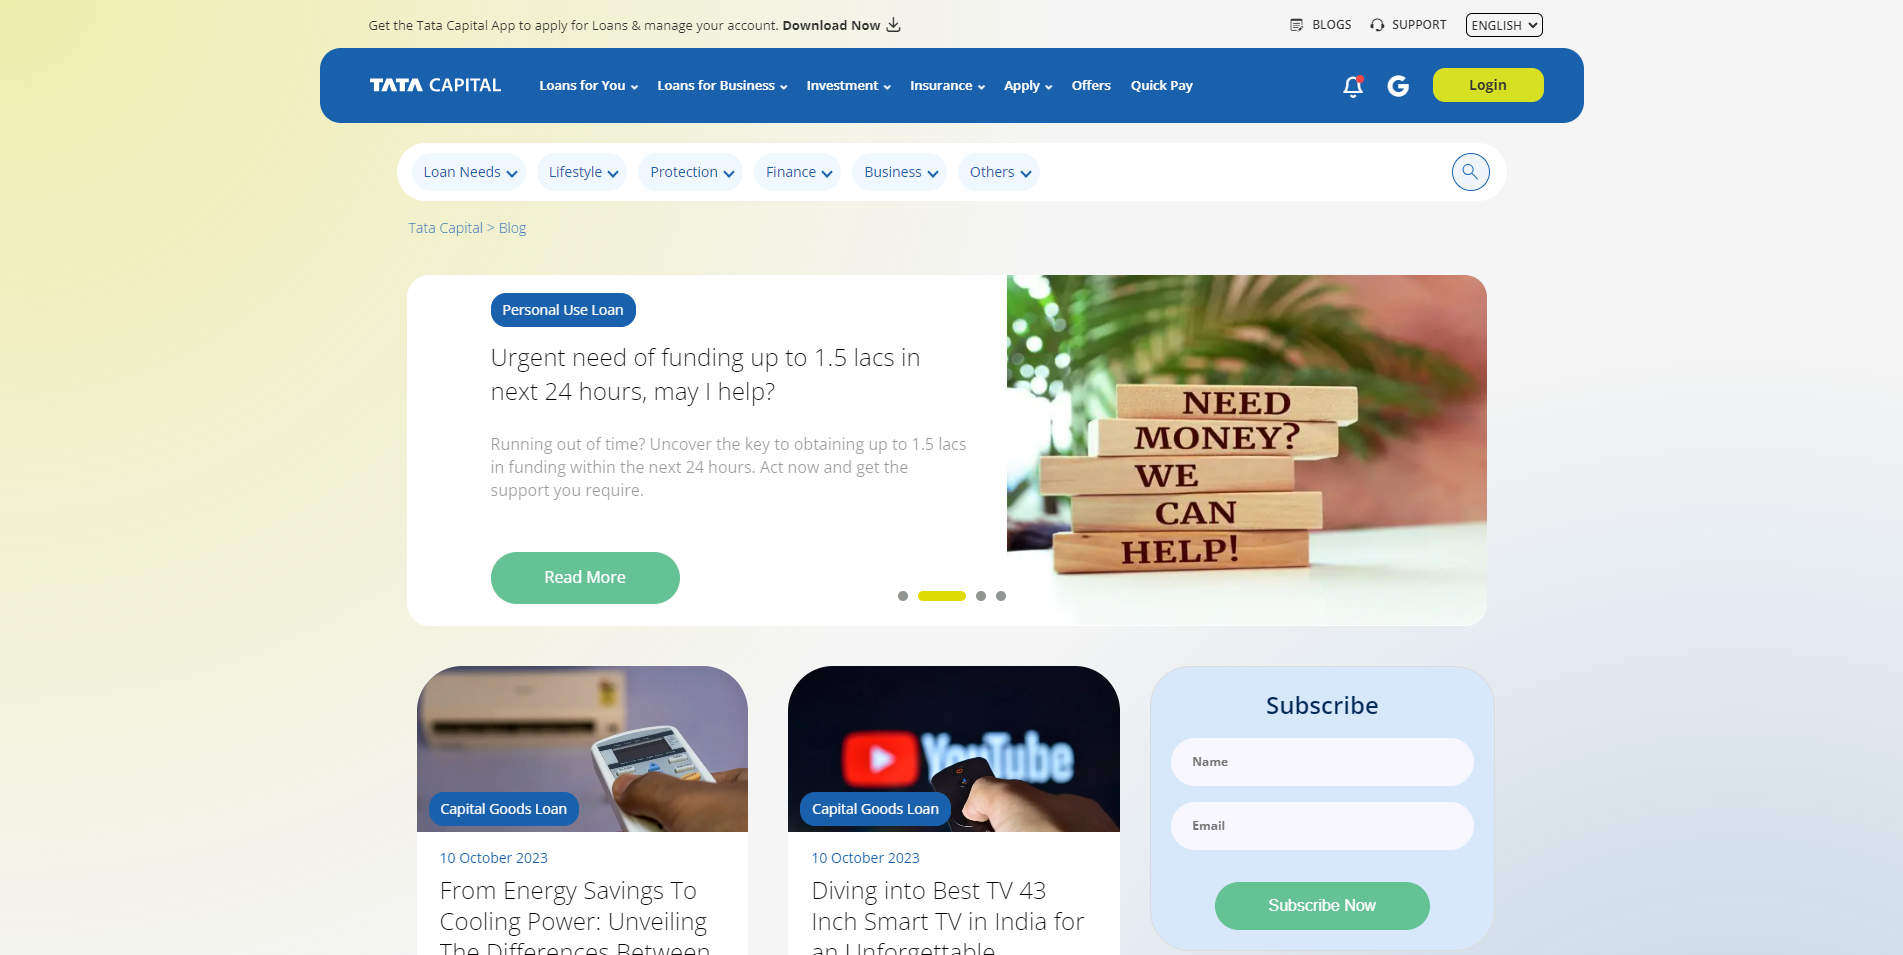 Get the Tata Capital App to apply for Loans & manage your account. Download Now
BLOGS
SUPPORT
ENGLISH
TATA CAPITAL
Loans for You
Loans for Business
Investment
Insurance
Apply
Offers
Quick Pay
G
Login
Loan Needs
Lifestyle
Protection
Finance
Business
Others
Tata Capital > Blog
Personal Use Loan
Urgent need of funding up to 1.5 lacs in
next 24 hours, may I help?
Running out of time? Uncover the key to obtaining up to 1.5 lacs
in funding within the next 24 hours. Act now and get the
support you require.
Read More
NEED
MONEY?
WE
CAN
HELP!
Capital Goods Loan
10 October 2023
From Energy Savings To
Cooling Power: Unveiling
The Differences Between
YouTube
Capital Goods Loan
10 October 2023
Diving into Best TV 43
Inch Smart TV in India for
an Unforgettable
Subscribe
Name
Email
Subscribe Now